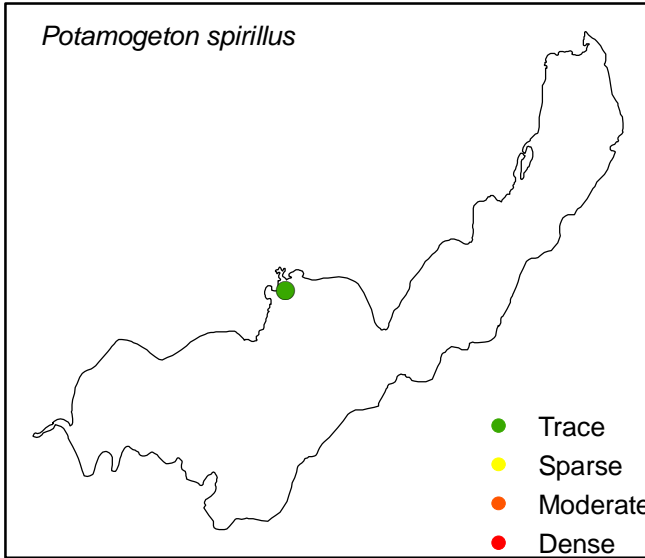 Potamogeton spirillus
Trace
Sparse
Moderate
Dense